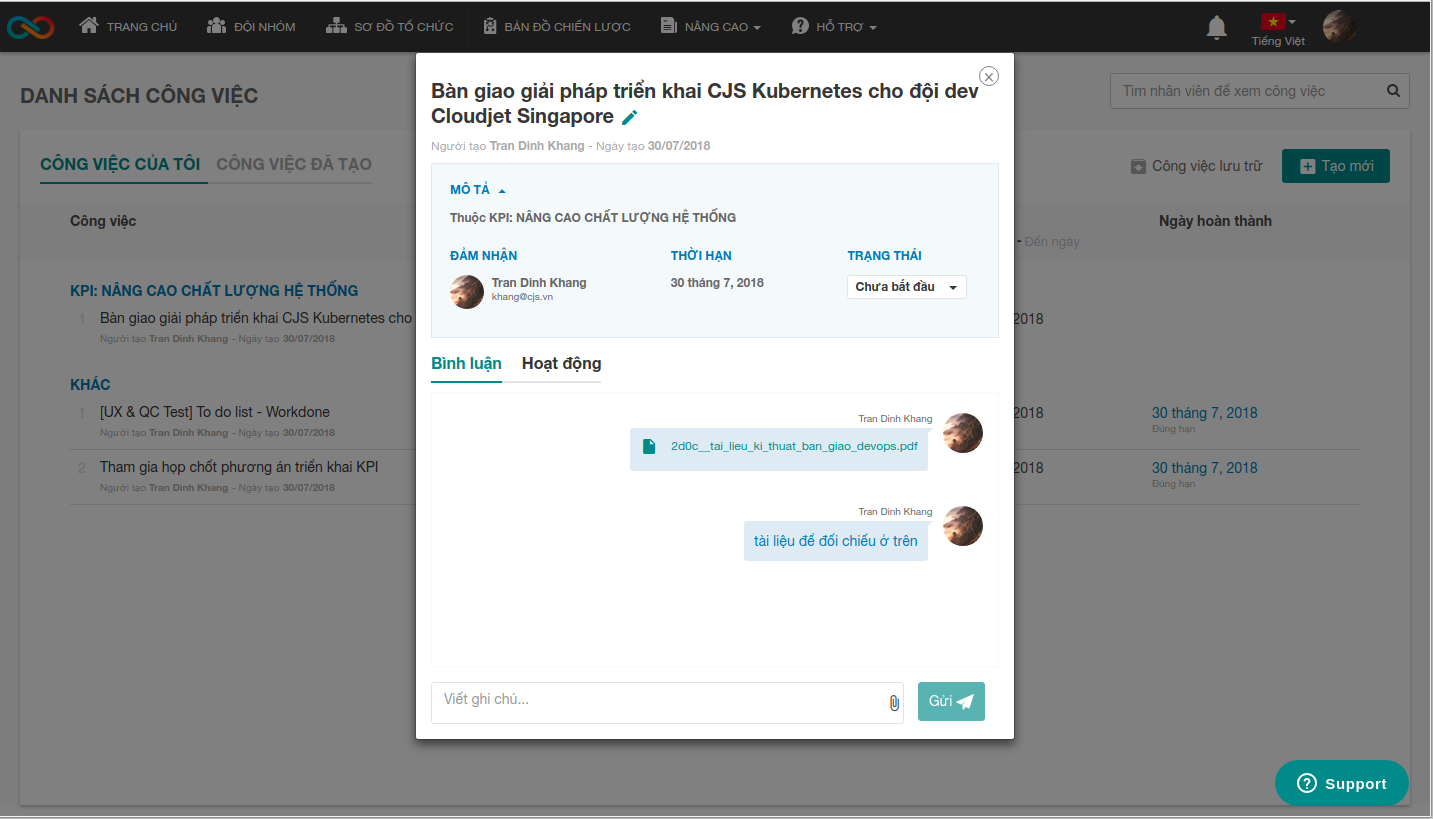 TRANG CHỦ
ĐỘI NHÓM
SƠ ĐỒ TỔ CHỨC
BẢN ĐỒ CHIẾN LƯỢC
NÂNG CAO
HỖ TRỢ
Tiếng Việt
DANH SÁCH CÔNG VIỆC
Tìm nhân viên để xem công việc
CÔNG VIỆC CỦA TÔI
CÔNG VIỆC ĐÃ TẠO
Công việc lưu trữ
Tạo mới
Công việc
Ngày hoàn thành
- Đến ngày
KPI: NÂNG CAO CHẤT LƯỢNG HỆ THỐNG
1 Bàn giao giải pháp triển khai CJS Kubernetes cho
2018
Người tạo Tran Dinh Khang - Ngày tạo 30/07/2018
KHÁC
1 [UX & QC Test] To do list - Workdone
2018
30 tháng 7, 2018
Người tạo Tran Dinh Khang - Ngày tạo 30/07/2018
Đúng hạn
2 Tham gia họp chốt phương án triển khai KPI
2018
30 tháng 7, 2018
Người tạo Tran Dinh Khang - Ngày tạo 30/07/2018
Đúng hạn
Bàn giao giải pháp triển khai CJS Kubernetes cho đội dev
Cloudjet Singapore
Người tạo Tran Dinh Khang - Ngày tạo 30/07/2018
MÔ TẢ
Thuộc KPI: NÂNG CAO CHẤT LƯỢNG HỆ THỐNG
ĐẢM NHẬN
THỜI HẠN
TRẠNG THÁI
Tran Dinh Khang
30 tháng 7, 2018
Chưa bắt đầu
khang@cjs.vn
Bình luận
Hoạt động
Tran Dinh Khang
2d0c__tai_lieu_ki_thuat_ban_giao_devops.pdf
Tran Dinh Khang
tài liệu để đối chiếu ở trên
Viết ghi chú...
Gửi
Support